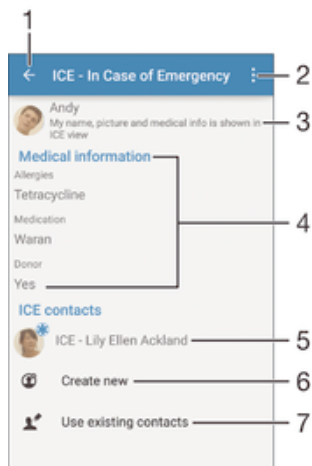 1
ICE - In Case of Emergency
2
Andy
My name, picture and medical info is shown in
ICE view
3
Medical information
Allergies
Tetracycline
Medication
Waran
Donor
Yes
4
ICE contacts
ICE - Lily Ellen Ackland
5
Create new
6
Use existing contacts
7